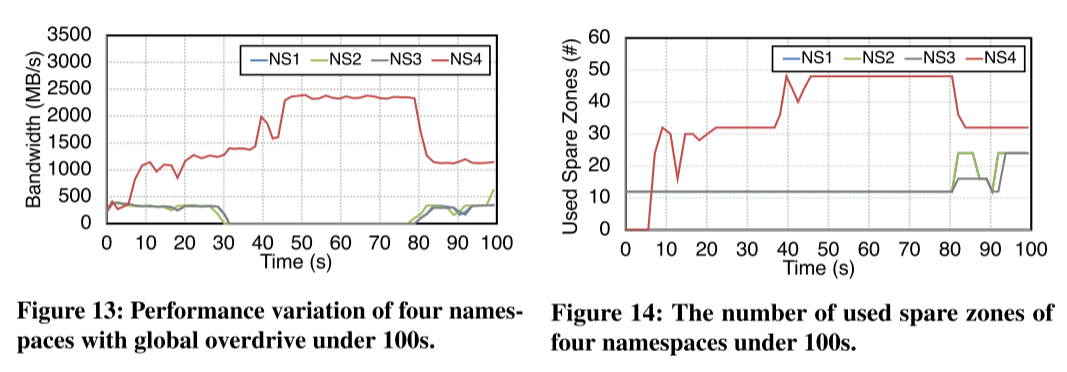 3500
3000
2500
2000
1500
1000
500
0
Bandwidth (MB/s)
NS1 NS2 NS3 NS4
0 10 20 30 40 50 60 70 80 90 100
Time (s)
Figure 13: Performance variation of four names-
paces with global overdrive under 100s.
60
50
40
30
20
10
0
Used Spare Zones (#)
NS1 NS2 NS3 NS4
0 10 20 30 40 50 60 70 80 90 100
Time (s)
Figure 14: The number of used spare zones of
four namespaces under 100s.